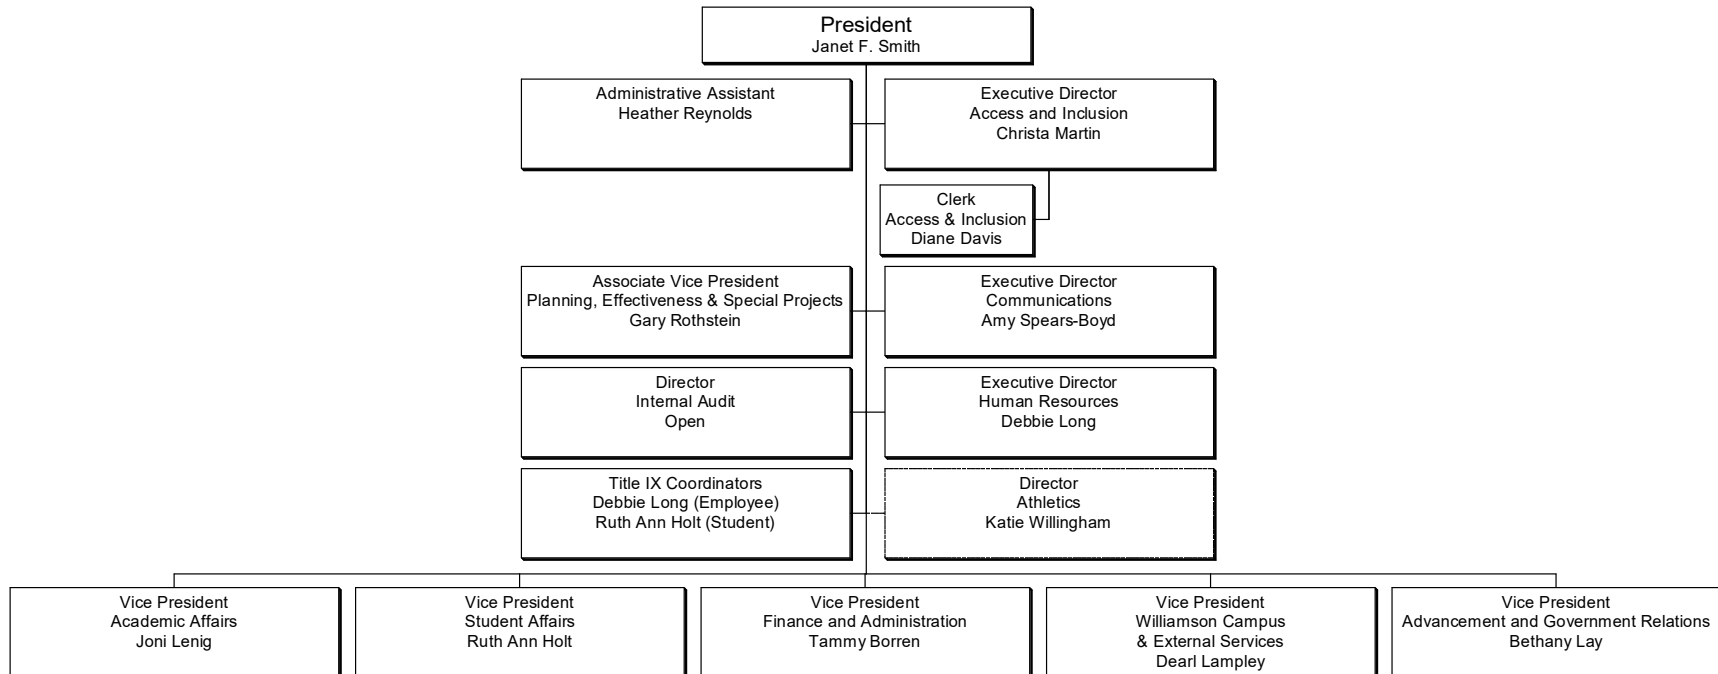 President
Janet F. Smith
Administrative Assistant
Heather Reynolds
Executive Director
Access and Inclusion
Christa Martin
Clerk
Access & Inclusion
Diane Davis
Associate Vice President
Planning, Effectiveness & Special Projects
Gary Rothstein
Executive Director
Communications
Amy Spears-Boyd
Director
Internal Audit
Open
Executive Director
Human Resources
Debbie Long
Title IX Coordinators
Debbie Long (Employee)
Ruth Ann Holt (Student)
Director
Athletics
Katie Willingham
Vice President
Academic Affairs
Joni Lenig
Vice President
Student Affairs
Ruth Ann Holt
Vice President
Finance and Administration
Tammy Borren
Vice President
Williamson Campus
& External Services
Dearl Lampley
Vice President
Advancement and Government Relations
Bethany Lay